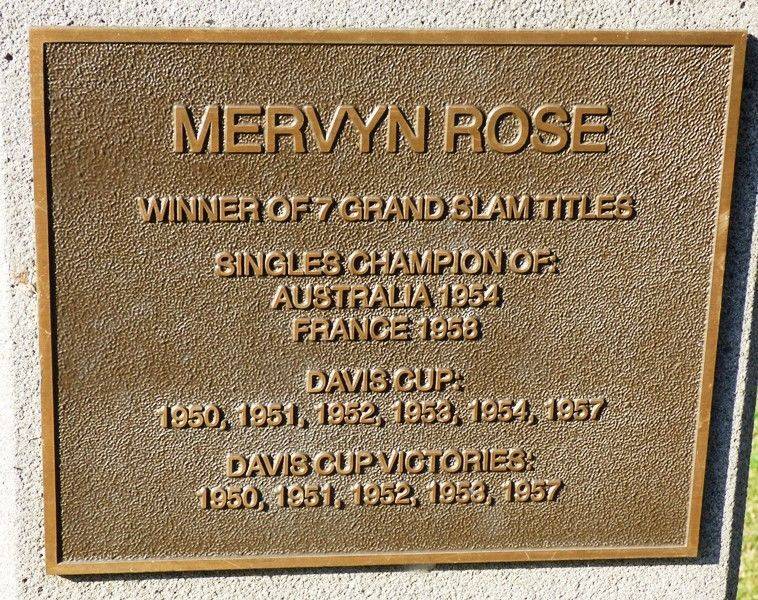 MERVYN ROSE
WINNER OF 7 GRAND SLAM TITLES
SINGLES CHAMPION OF:
AUSTRALIA 1954
FRANCE 1958
DAVIS CUP:
1950, 1951, 1952, 1953, 1954, 1957
DAVIS CUP VICTORIES:
1950, 1951, 1952, 1953, 1957